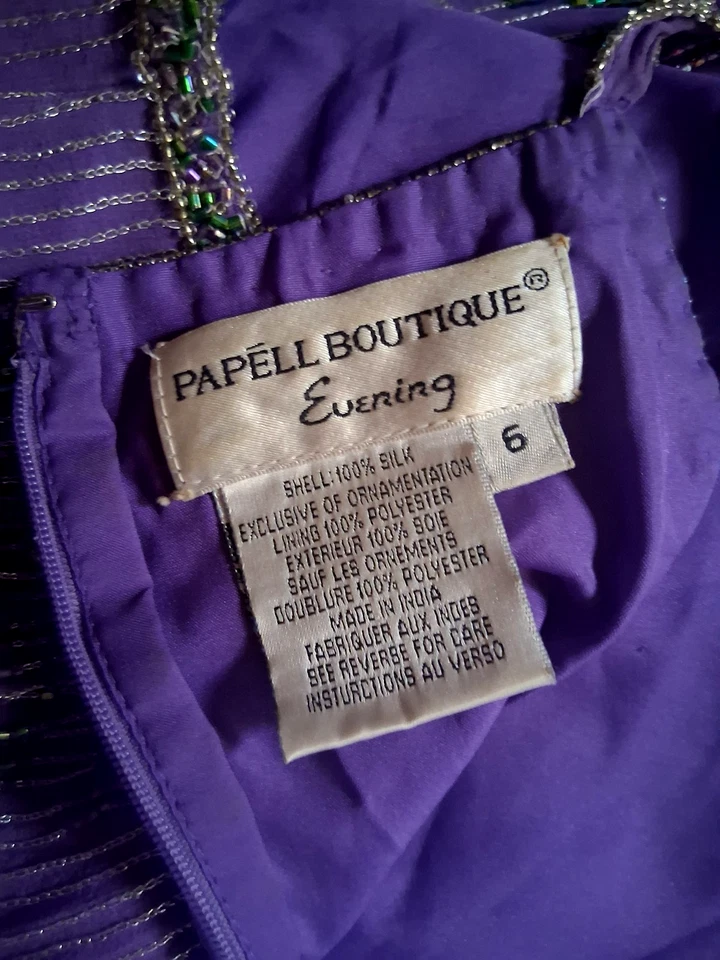 PAPĒLL BOUTIQUE®
Evening
6
SHELL: 100% SILK
EXCLUSIVE OF ORNAMENTATION
LINING 100% POLYESTER
EXTERIEUR 100% SOIE
SAUF LES ORNEMENTS
DOUBLURE 100% POLYESTER
MADE IN INDIA
FABRIQUER AUX INDES
SEE REVERSE FOR CARE
INSTURCTIONS AU VERSO